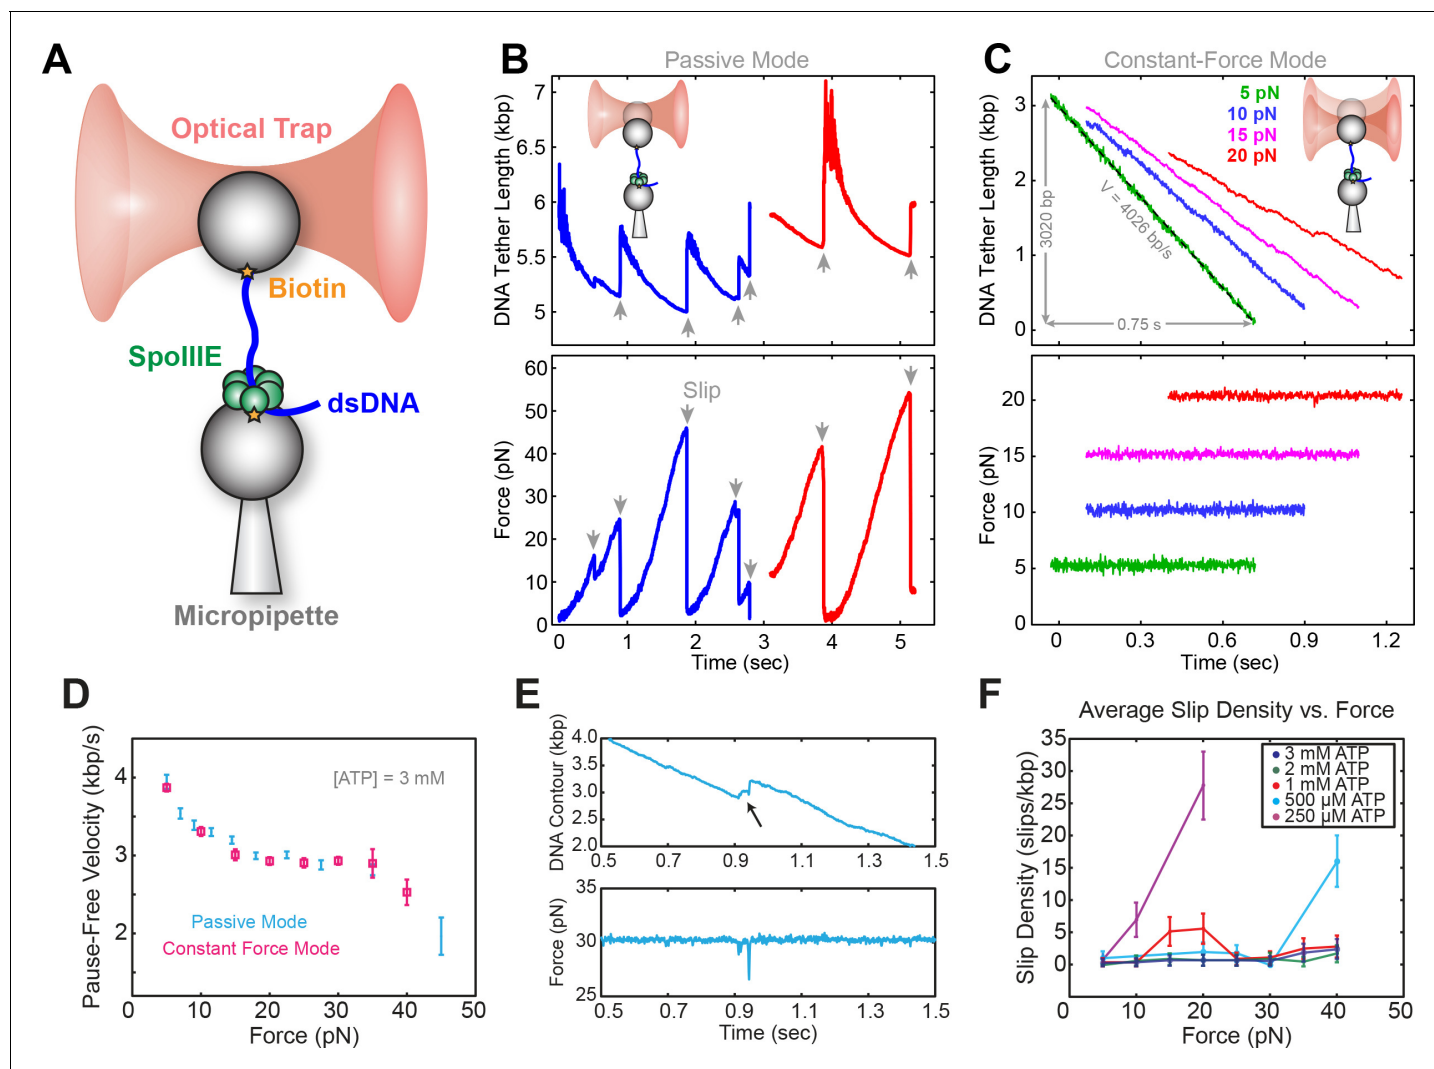 A
Optical Trap
Biotin
SpoIIIE
dsDNA
Micropipette
B
Passive Mode
DNA Tether Length (kbp)
7
6.5
6
5.5
5
Slip
Force (pN)
60
50
40
30
20
10
0
0 1 2 3 4 5
Time (sec)
C
Constant-Force Mode
DNA Tether Length (kbp)
3
2
1
0
5 pN
10 pN
15 pN
20 pN
3020 bp
V = 4026 bp/s
0.75 s
Force (pN)
20
15
10
5
0
0 0.3 0.6 0.9 1.2
Time (sec)
D
Pause-Free Velocity (kbp/s)
4
3
2
[ATP] = 3 mM
Passive Mode
Constant Force Mode
0 10 20 30 40 50
Force (pN)
E
DNA Contour (kbp)
4.0
3.5
3.0
2.5
2.0
0.5 0.7 0.9 1.1 1.3 1.5
Force (pN)
35
30
25
0.5 0.7 0.9 1.1 1.3 1.5
Time (sec)
F
Average Slip Density vs. Force
Slip Density (slips/kbp)
35
30
25
20
15
10
5
0
3 mM ATP
2 mM ATP
1 mM ATP
500 µM ATP
250 µM ATP
0 10 20 30 40 50
Force (pN)